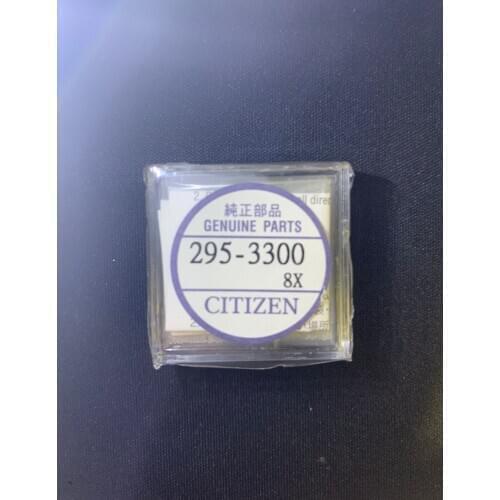 純正部品
GENUINE PARTS
295-3300
8X
CITIZEN